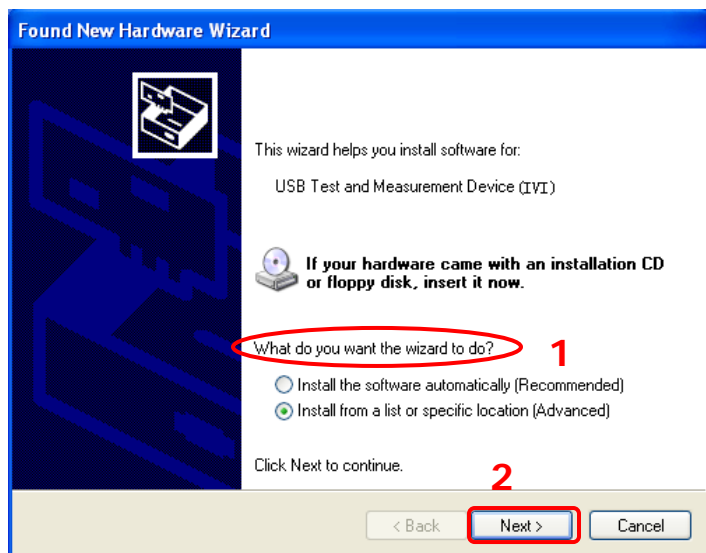 Found New Hardware Wizard
This wizard helps you install software for:
USB Test and Measurement Device (IVI)
If your hardware came with an installation CD
or floppy disk, insert it now.
What do you want the wizard to do?
1
Install the software automatically (Recommended)
Install from a list or specific location (Advanced)
Click Next to continue.
2
< Back
Next >
Cancel